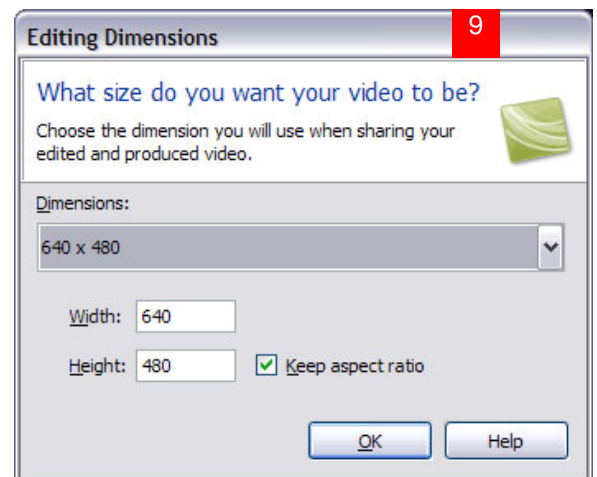 Editing Dimensions
9
What size do you want your video to be?
Choose the dimension you will use when sharing your
edited and produced video.
Dimensions:
640 x 480
Width: 640
Height: 480 Keep aspect ratio
OK Help